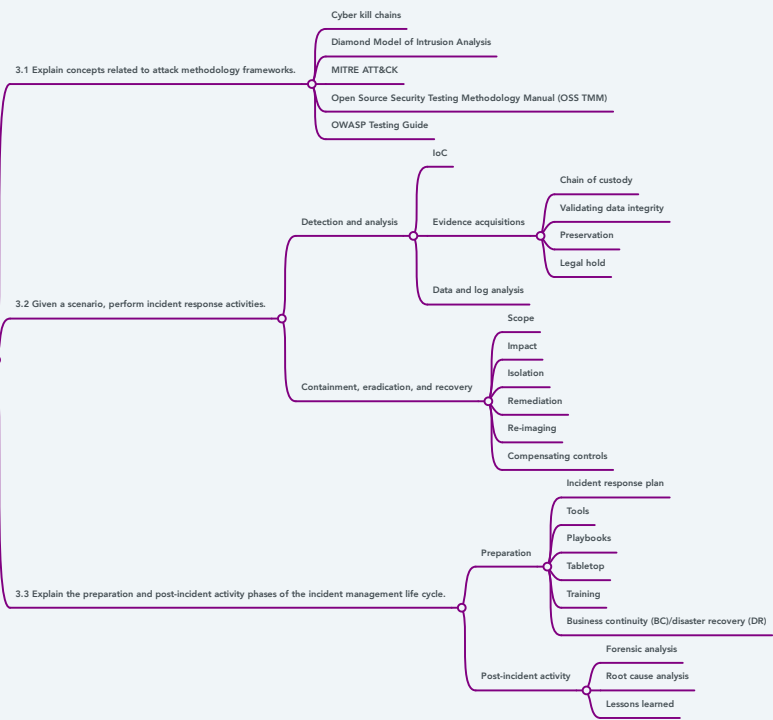 3.1 Explain concepts related to attack methodology frameworks.
Cyber kill chains
Diamond Model of Intrusion Analysis
MITRE ATT&CK
Open Source Security Testing Methodology Manual (OSS TMM)
OWASP Testing Guide
3.2 Given a scenario, perform incident response activities.
Detection and analysis
IoC
Evidence acquisitions
Chain of custody
Validating data integrity
Preservation
Legal hold
Data and log analysis
Containment, eradication, and recovery
Scope
Impact
Isolation
Remediation
Re-imaging
Compensating controls
3.3 Explain the preparation and post-incident activity phases of the incident management life cycle.
Preparation
Incident response plan
Tools
Playbooks
Tabletop
Training
Business continuity (BC)/disaster recovery (DR)
Post-incident activity
Forensic analysis
Root cause analysis
Lessons learned